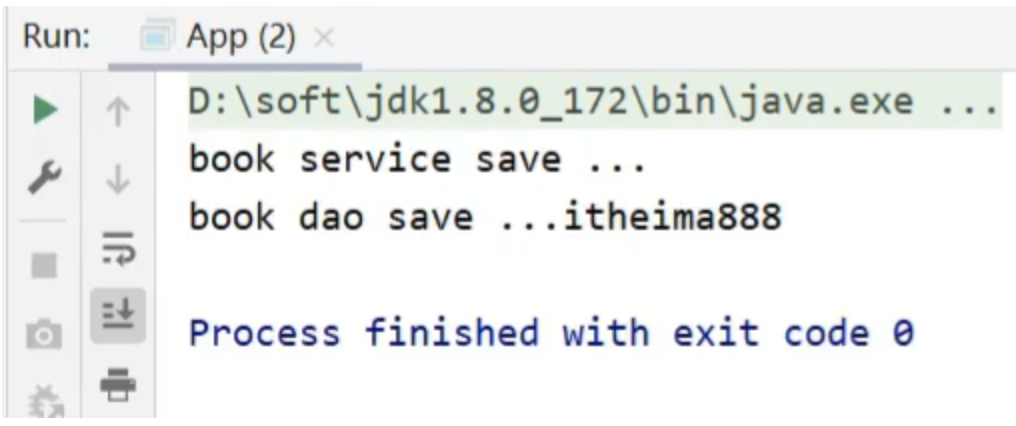 Run: App (2) ×
D:\soft\jdk1.8.0_172\bin\java.exe ...
book service save ...
book dao save ...itheima888
Process finished with exit code 0